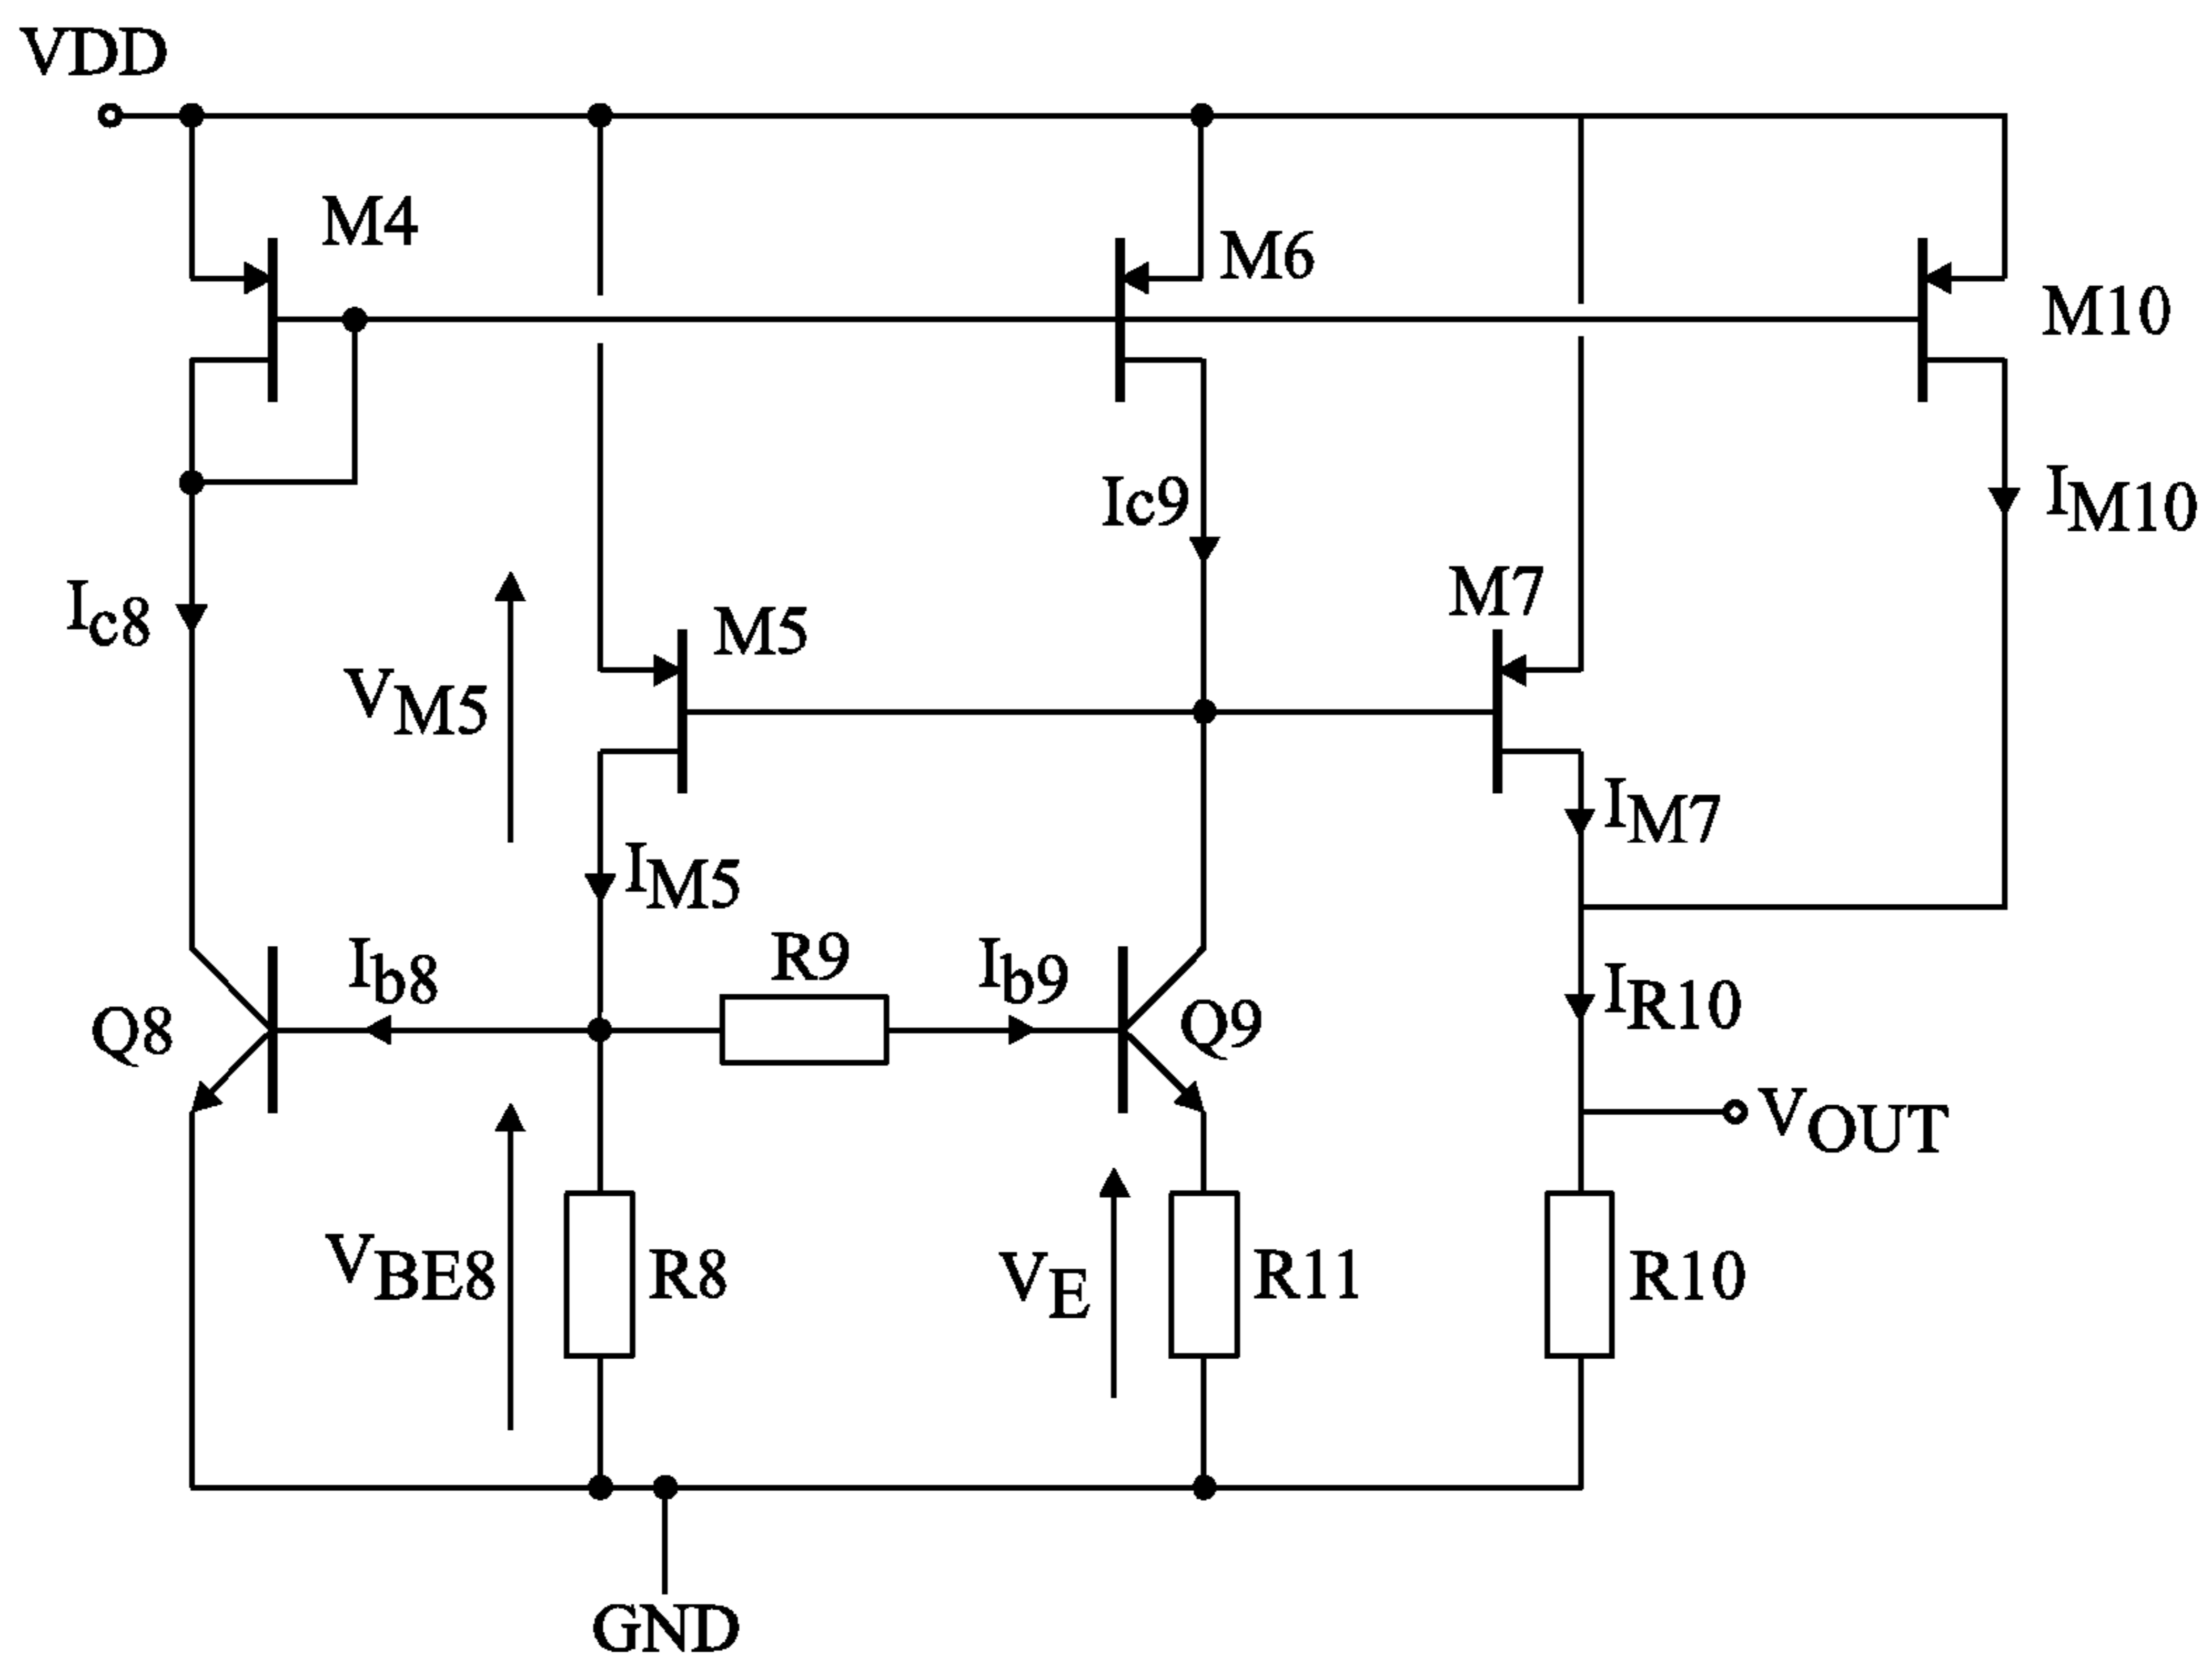 VDD
M4
M6
M10
Ic9
IM10
Ic8
M7
M5
VM5
IM7
IM5
R9
Ib8
Ib9
IR10
Q8
Q9
VOUT
VBE8
R8
VE
R11
R10
GND